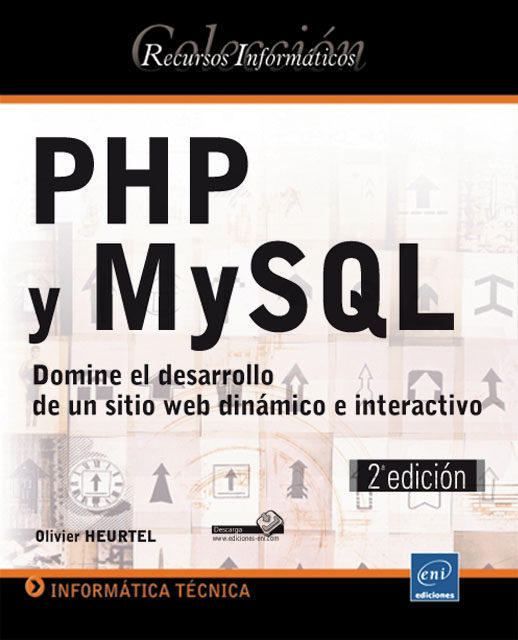 Colección
Recursos Informáticos
PHP
y MySQL
Domine el desarrollo
de un sitio web dinámico e interactivo
2ª edición
Olivier HEURTEL
Descarga
www.ediciones-eni.com
INFORMÁTICA TÉCNICA
eni
ediciones